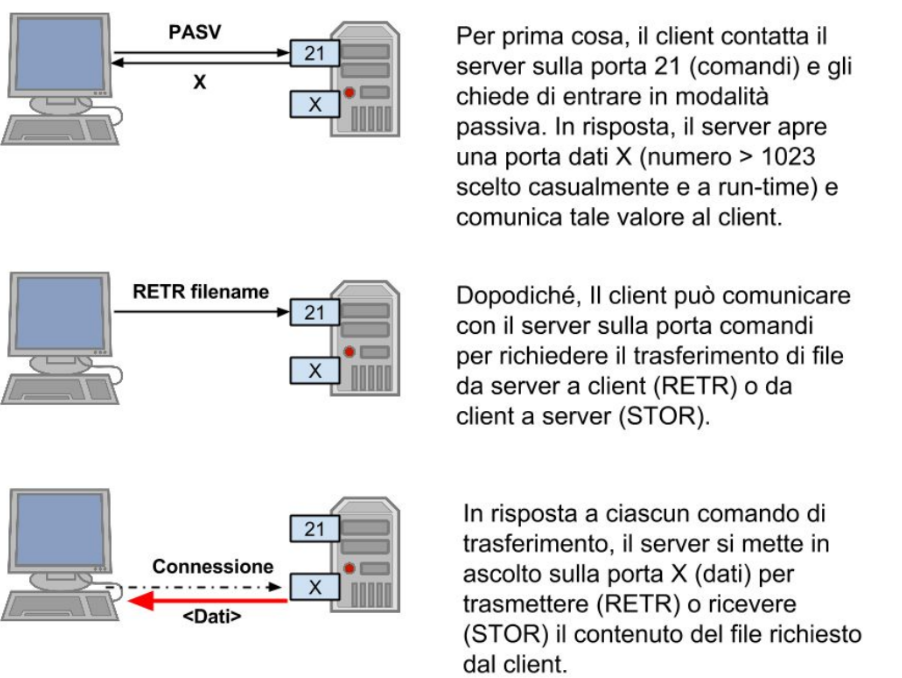 PASV
21
X
X
Per prima cosa, il client contatta il
server sulla porta 21 (comandi) e gli
chiede di entrare in modalità
passiva. In risposta, il server apre
una porta dati X (numero > 1023
scelto casualmente e a run-time) e
comunica tale valore al client.
RETR filename
21
X
Dopodiché, Il client può comunicare
con il server sulla porta comandi
per richiedere il trasferimento di file
da server a client (RETR) o da
client a server (STOR).
21
Connessione
X
<Dati>
In risposta a ciascun comando di
trasferimento, il server si mette in
ascolto sulla porta X (dati) per
trasmettere (RETR) o ricevere
(STOR) il contenuto del file richiesto
dal client.